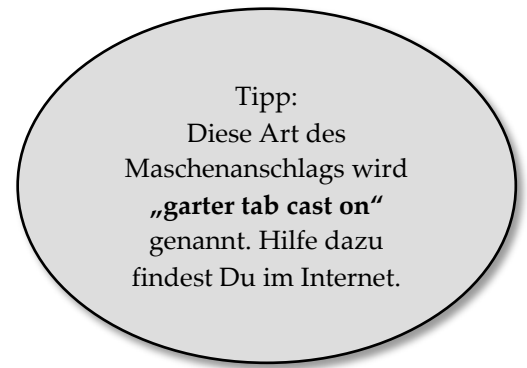 Tipp:
Diese Art des
Maschenanschlags wird
„garter tab cast on“
genannt. Hilfe dazu
findest Du im Internet.